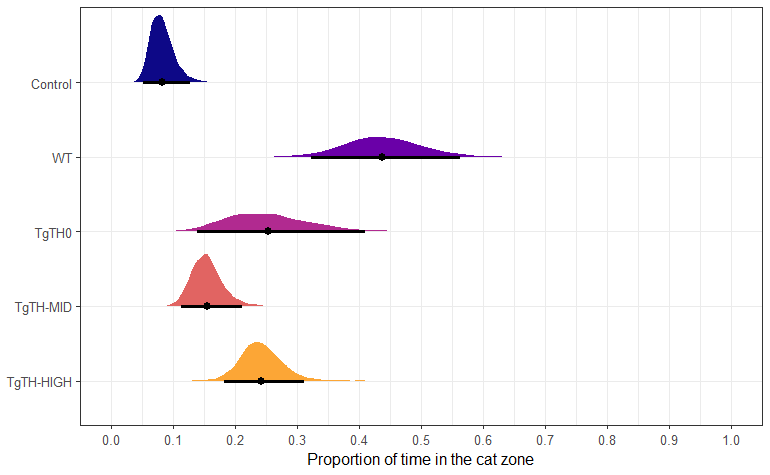 Control
WT
TgTH0
TgTH-MID
TgTH-HIGH
0.0 0.1 0.2 0.3 0.4 0.5 0.6 0.7 0.8 0.9 1.0
Proportion of time in the cat zone